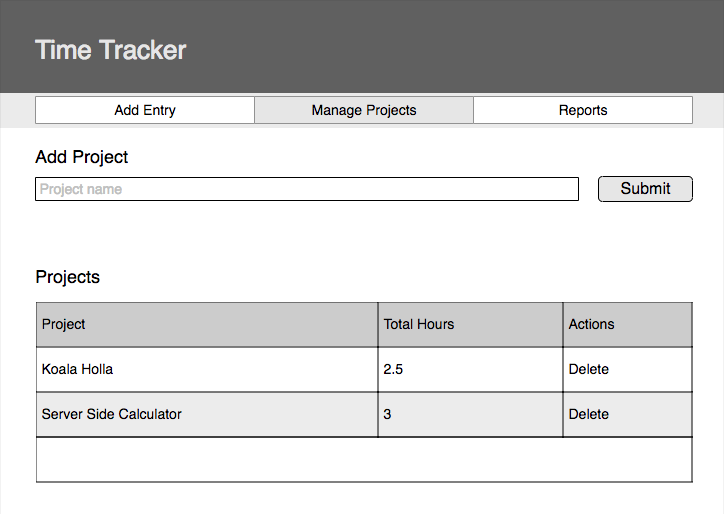 Time Tracker
Add Entry Manage Projects Reports
Add Project
Project name Submit
Projects
Project Total Hours Actions
Koala Holla 2.5 Delete
Server Side Calculator 3 Delete